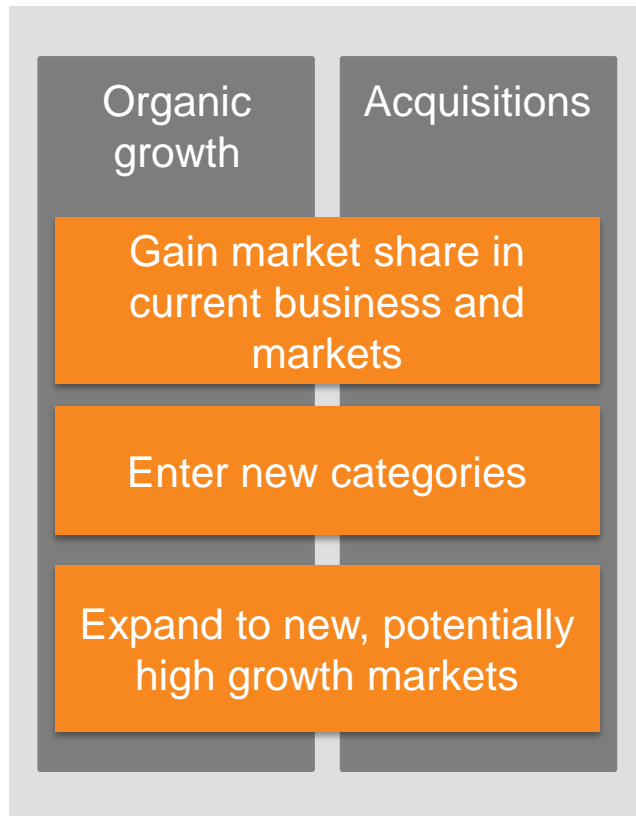 Organic
growth
Acquisitions
Gain market share in
current business and
markets
Enter new categories
Expand to new, potentially
high growth markets